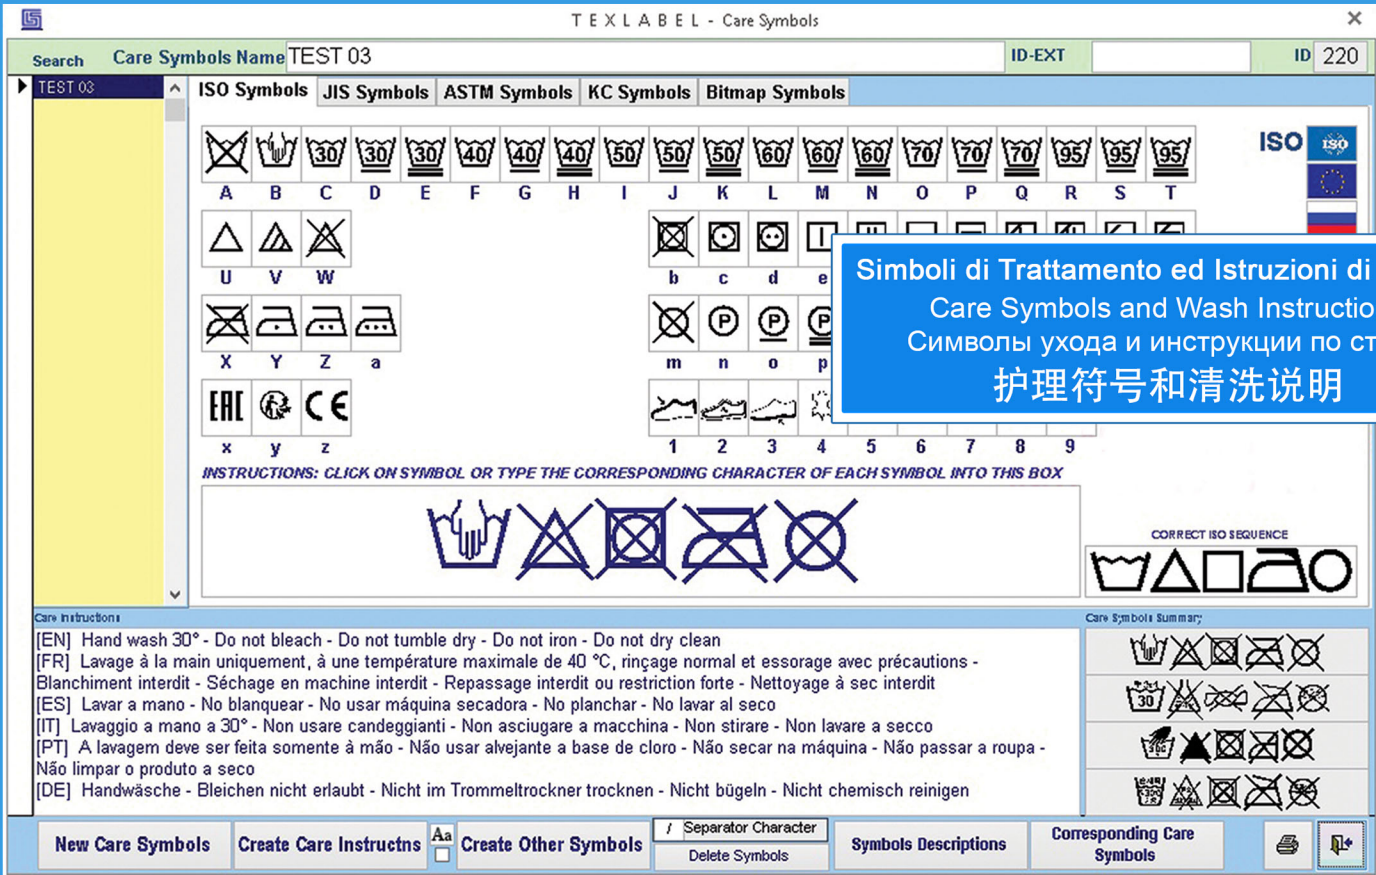 T E X L A B E L - Care Symbols
Search Care Symbols Name TEST 03 ID-EXT ID 220
TEST 03
ISO Symbols JIS Symbols ASTM Symbols KC Symbols Bitmap Symbols
ISO ISO
30 30 30 40 40 40 50 50 50 60 60 60 70 70 70 95 95 95
A B C D E F G H I J K L M N O P Q R S T
U V W b c d e
P P P
X Y Z a m n o p
EAC CE
x y z 1 2 3 4 5 6 7 8 9
Simboli di Trattamento ed Istruzioni di
Care Symbols and Wash Instructio
Символы ухода и инструкции по ст
护理符号和清洗说明
INSTRUCTIONS: CLICK ON SYMBOL OR TYPE THE CORRESPONDING CHARACTER OF EACH SYMBOL INTO THIS BOX
CORRECT ISO SEQUENCE
Care Instructions
[EN] Hand wash 30° - Do not bleach - Do not tumble dry - Do not iron - Do not dry clean
[FR] Lavage à la main uniquement, à une température maximale de 40 °C, rinçage normal et essorage avec précautions -
Blanchiment interdit - Séchage en machine interdit - Repassage interdit ou restriction forte - Nettoyage à sec interdit
[ES] Lavar a mano - No blanquear - No usar máquina secadora - No planchar - No lavar al seco
[IT] Lavaggio a mano a 30° - Non usare candeggianti - Non asciugare a macchina - Non stirare - Non lavare a secco
[PT] A lavagem deve ser feita somente à mão - Não usar alvejante a base de cloro - Não secar na máquina - Não passar a roupa -
Não limpar o produto a seco
[DE] Handwäsche - Bleichen nicht erlaubt - Nicht im Trommeltrockner trocknen - Nicht bügeln - Nicht chemisch reinigen
Care Symbols Summary
30
New Care Symbols Create Care Instructns Aa Create Other Symbols / Separator Character Delete Symbols Symbols Descriptions Corresponding Care
Symbols